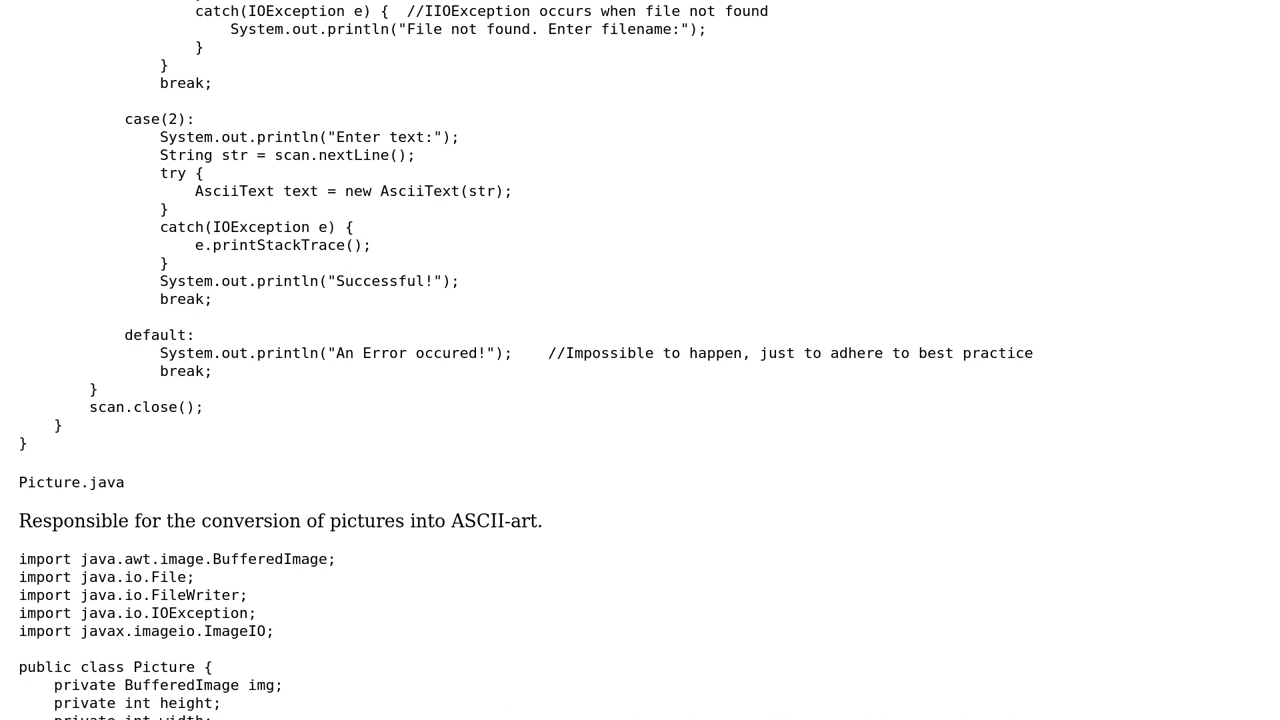 catch(IOException e) {  //IIOException occurs when file not found
                        System.out.println("File not found. Enter filename:");
                    }
                }
                break;

            case(2):
                System.out.println("Enter text:");
                String str = scan.nextLine();
                try {
                    AsciiText text = new AsciiText(str);
                }
                catch(IOException e) {
                    e.printStackTrace();
                }
                System.out.println("Successful!");
                break;

            default:
                System.out.println("An Error occured!");    //Impossible to happen, just to adhere to best practice
                break;
        }
        scan.close();
    }
}

Picture.java

Responsible for the conversion of pictures into ASCII-art.

import java.awt.image.BufferedImage;
import java.io.File;
import java.io.FileWriter;
import java.io.IOException;
import javax.imageio.ImageIO;

public class Picture {
    private BufferedImage img;
    private int height;
    private int width;